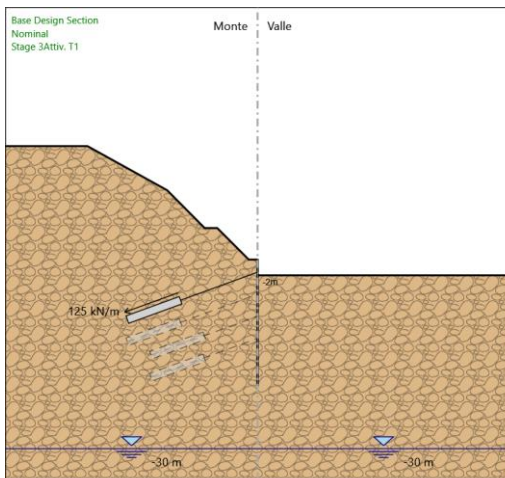 Base Design Section
Nominal
Stage 3Attiv. T1
Monte
Valle
-2m
125 kN/m
-30 m
-30 m